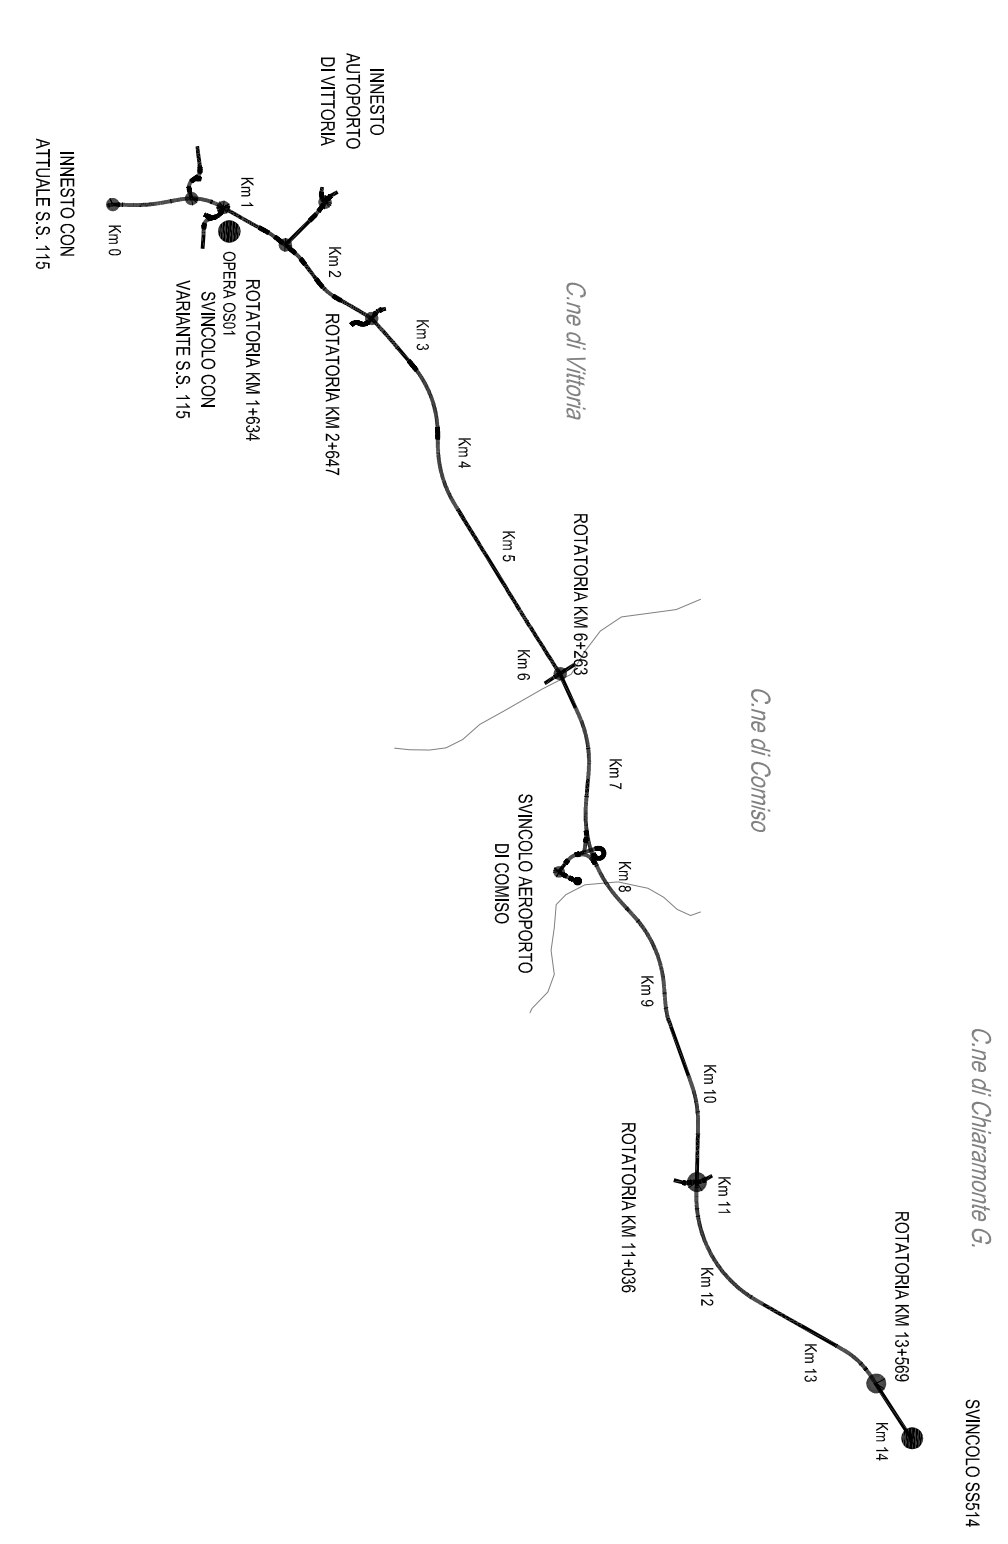 INNESTO
AUTOPORTO
DI VITTORIA
INNESTO CON
ATTUALE S.S. 115
Km 0
Km 1
OPERA OS01
ROTATORIA KM 1+634
SVINCOLO CON
VARIANTE S.S. 115
Km 2
ROTATORIA KM 2+647
Km 3
C.ne di Vittoria
Km 4
Km 5
ROTATORIA KM 6+263
Km 6
C.ne di Comiso
Km 7
SVINCOLO AEROPORTO
DI COMISO
Km 8
Km 9
C.ne di Chiaramonte G.
Km 10
ROTATORIA KM 11+036
Km 11
Km 12
ROTATORIA KM 13+569
Km 13
SVINCOLO SS514
Km 14